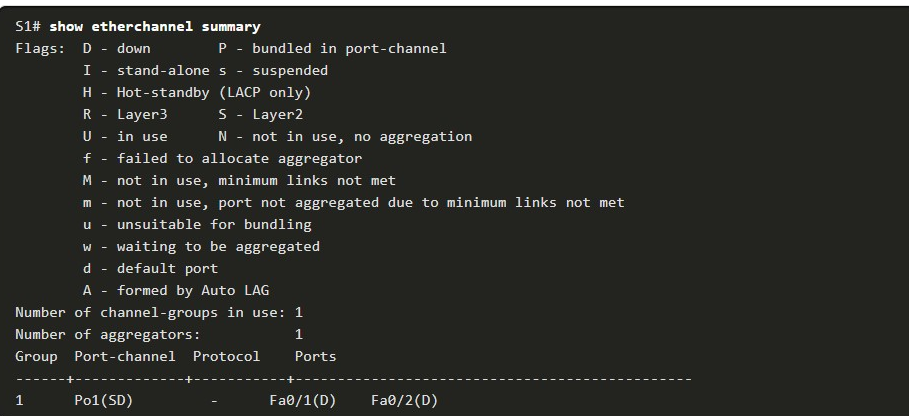 S1# show etherchannel summary
Flags:  D - down        P - bundled in port-channel
        I - stand-alone s - suspended
        H - Hot-standby (LACP only)
        R - Layer3      S - Layer2
        U - in use      N - not in use, no aggregation
        f - failed to allocate aggregator
        M - not in use, minimum links not met
        m - not in use, port not aggregated due to minimum links not met
        u - unsuitable for bundling
        w - waiting to be aggregated
        d - default port
        A - formed by Auto LAG
Number of channel-groups in use: 1
Number of aggregators:           1
Group  Port-channel  Protocol    Ports
------+-------------+-----------+-----------------------------------------------
1      Po1(SD)         -      Fa0/1(D)    Fa0/2(D)